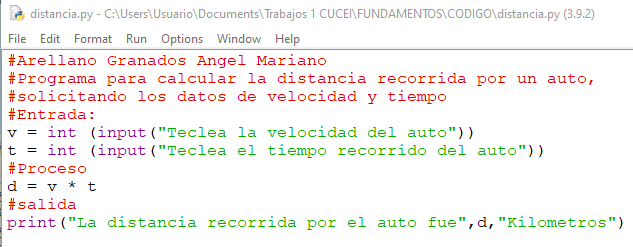 distancia.py - C:\Users\Usuario\Documents\Trabajos 1 CUCEI\FUNDAMENTOS\CODIGO\distancia.py (3.9.2)
File Edit Format Run Options Window Help
#Arellano Granados Angel Mariano
#Programa para calcular la distancia recorrida por un auto,
#solicitando los datos de velocidad y tiempo
#Entrada:
v = int (input("Teclea la velocidad del auto"))
t = int (input("Teclea el tiempo recorrido del auto"))
#Proceso
d = v * t
#salida
print("La distancia recorrida por el auto fue",d,"Kilometros")